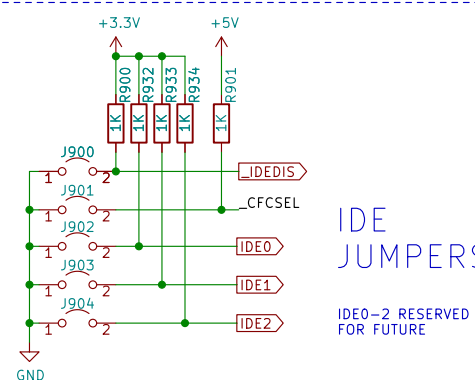 +3.3V +5V
R900 R932 R933 R934 R901
1K 1K 1K 1K 1K
J900
1 2 _IDEDIS
J901
1 2 _CFCSEL
J902
1 2 IDE0
J903
1 2 IDE1
J904
1 2 IDE2
GND
IDE
JUMPERS
IDE0-2 RESERVED
FOR FUTURE